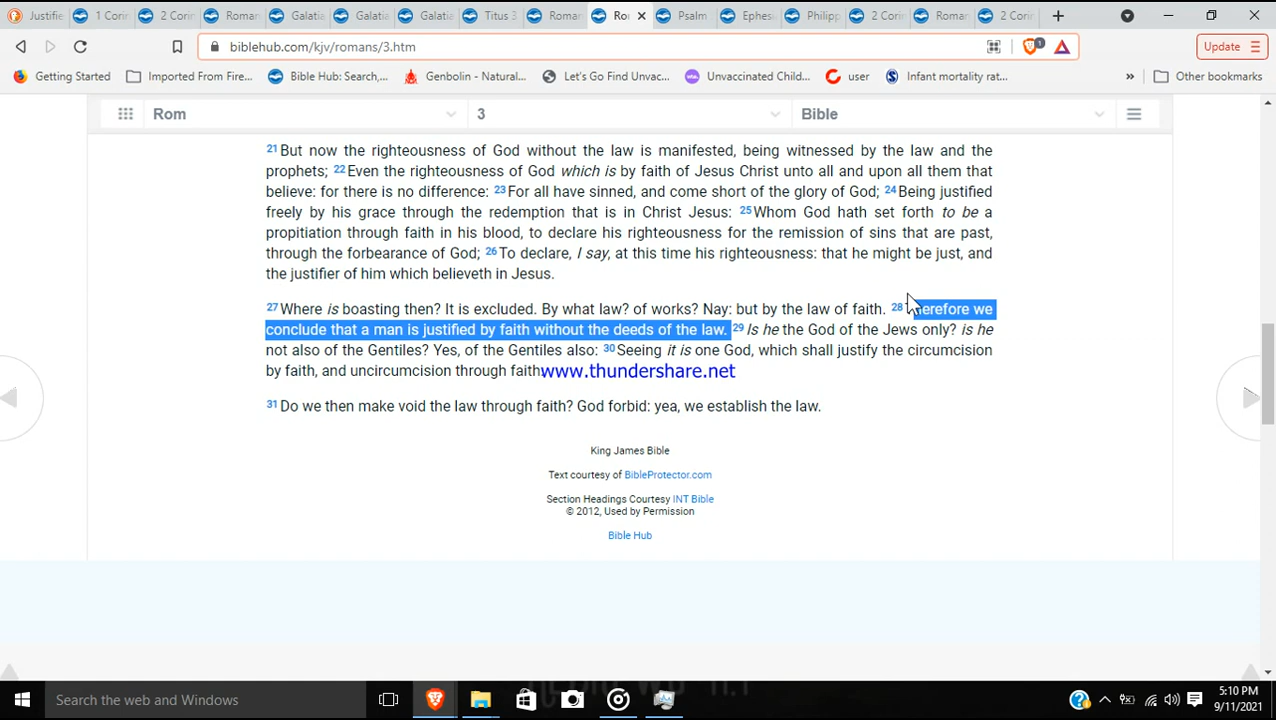 Justifie 1 Corin 2 Corin Roman Galatia Galatia Galatia Titus 3 Roman Ro Psalm Ephes Philipp 2 Cori Roman 2 Cori
biblehub.com/kjv/romans/3.htm 1 Update
Getting Started Imported From Fire... Bible Hub: Search,... Genbolin - Natural... Let's Go Find Unvac... Unvaccinated Child... user Infant mortality rat... » Other bookmarks
Rom 3 Bible
21 But now the righteousness of God without the law is manifested, being witnessed by the law and the
prophets; 22 Even the righteousness of God which is by faith of Jesus Christ unto all and upon all them that
believe: for there is no difference: 23 For all have sinned, and come short of the glory of God; 24 Being justified
freely by his grace through the redemption that is in Christ Jesus: 25 Whom God hath set forth to be a
propitiation through faith in his blood, to declare his righteousness for the remission of sins that are past,
through the forbearance of God; 26 To declare, I say, at this time his righteousness: that he might be just, and
the justifier of him which believeth in Jesus.
27 Where is boasting then? It is excluded. By what law? of works? Nay: but by the law of faith. 28 Therefore we
conclude that a man is justified by faith without the deeds of the law. 29 Is he the God of the Jews only? is he
not also of the Gentiles? Yes, of the Gentiles also: 30 Seeing it is one God, which shall justify the circumcision
by faith, and uncircumcision through faith. www.thundershare.net
31 Do we then make void the law through faith? God forbid: yea, we establish the law.
King James Bible
Text courtesy of BibleProtector.com
Section Headings Courtesy INT Bible
© 2012, Used by Permission
Bible Hub
Search the web and Windows
5:10 PM
9/11/2021